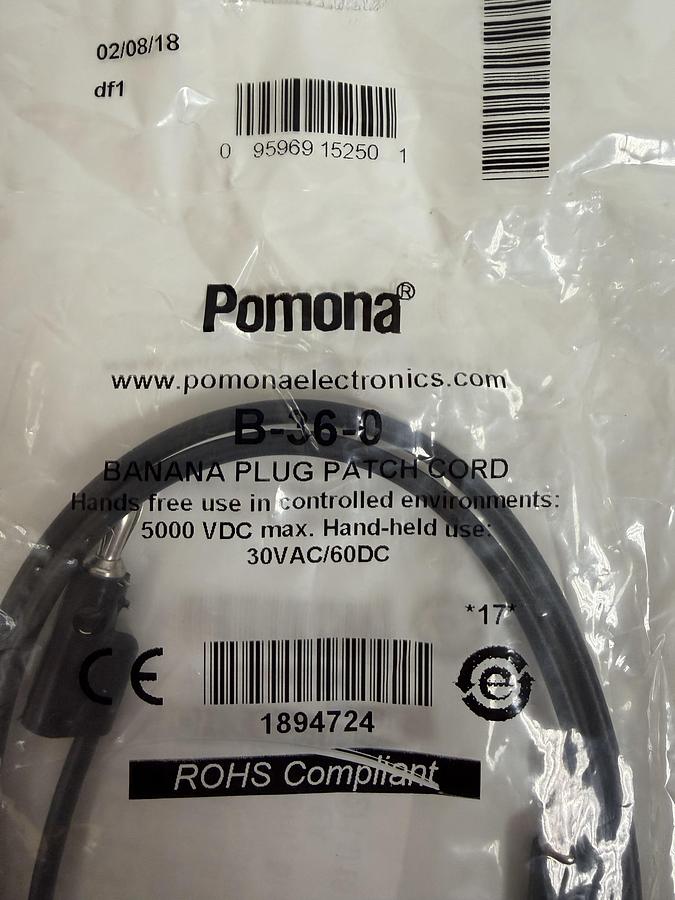 02/08/18
df1
0 95969 15250 1
Pomona®
www.pomonaelectronics.com
B-36-0
BANANA PLUG PATCH CORD
Hands free use in controlled environments:
5000 VDC max. Hand-held use:
30VAC/60DC
*17*
CE
e
1894724
ROHS Compliant